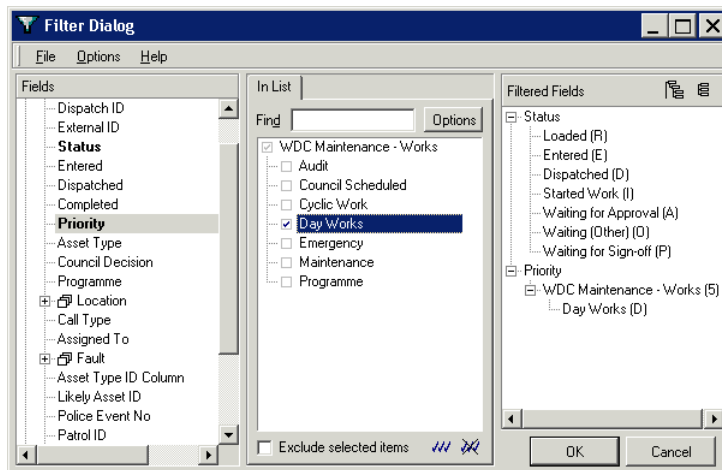 Filter Dialog
File Options Help
Fields
Dispatch ID
External ID
Status
Entered
Dispatched
Completed
Priority
Asset Type
Council Decision
Programme
Location
Call Type
Assigned To
Fault
Asset Type ID Column
Likely Asset ID
Police Event No
Patrol ID
In List
Find Options
WDC Maintenance - Works
Audit
Council Scheduled
Cyclic Work
Day Works
Emergency
Maintenance
Programme
Exclude selected items
Filtered Fields
Status
Loaded (R)
Entered (E)
Dispatched (D)
Started Work (I)
Waiting for Approval (A)
Waiting (Other) (O)
Waiting for Sign-off (P)
Priority
WDC Maintenance - Works (5)
Day Works (D)
OK Cancel